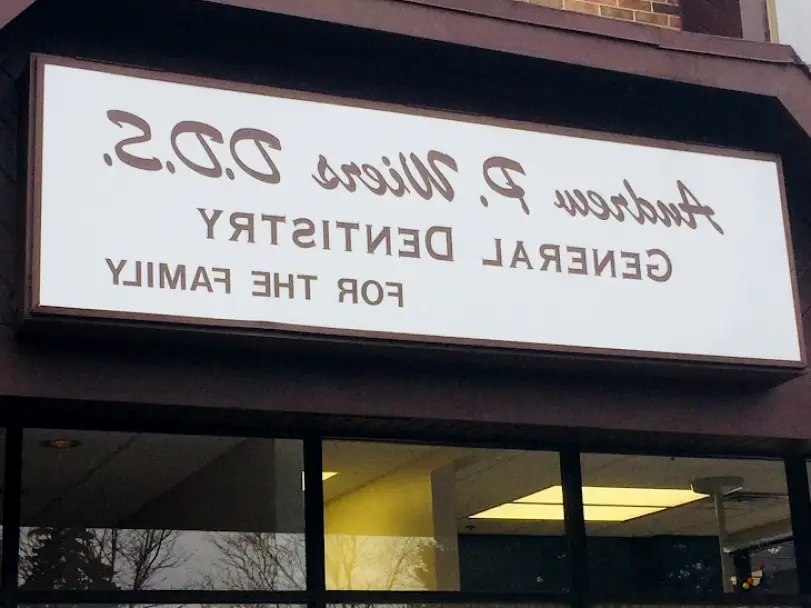 Andrew P. Wiers D.D.S.
GENERAL DENTISTRY
FOR THE FAMILY